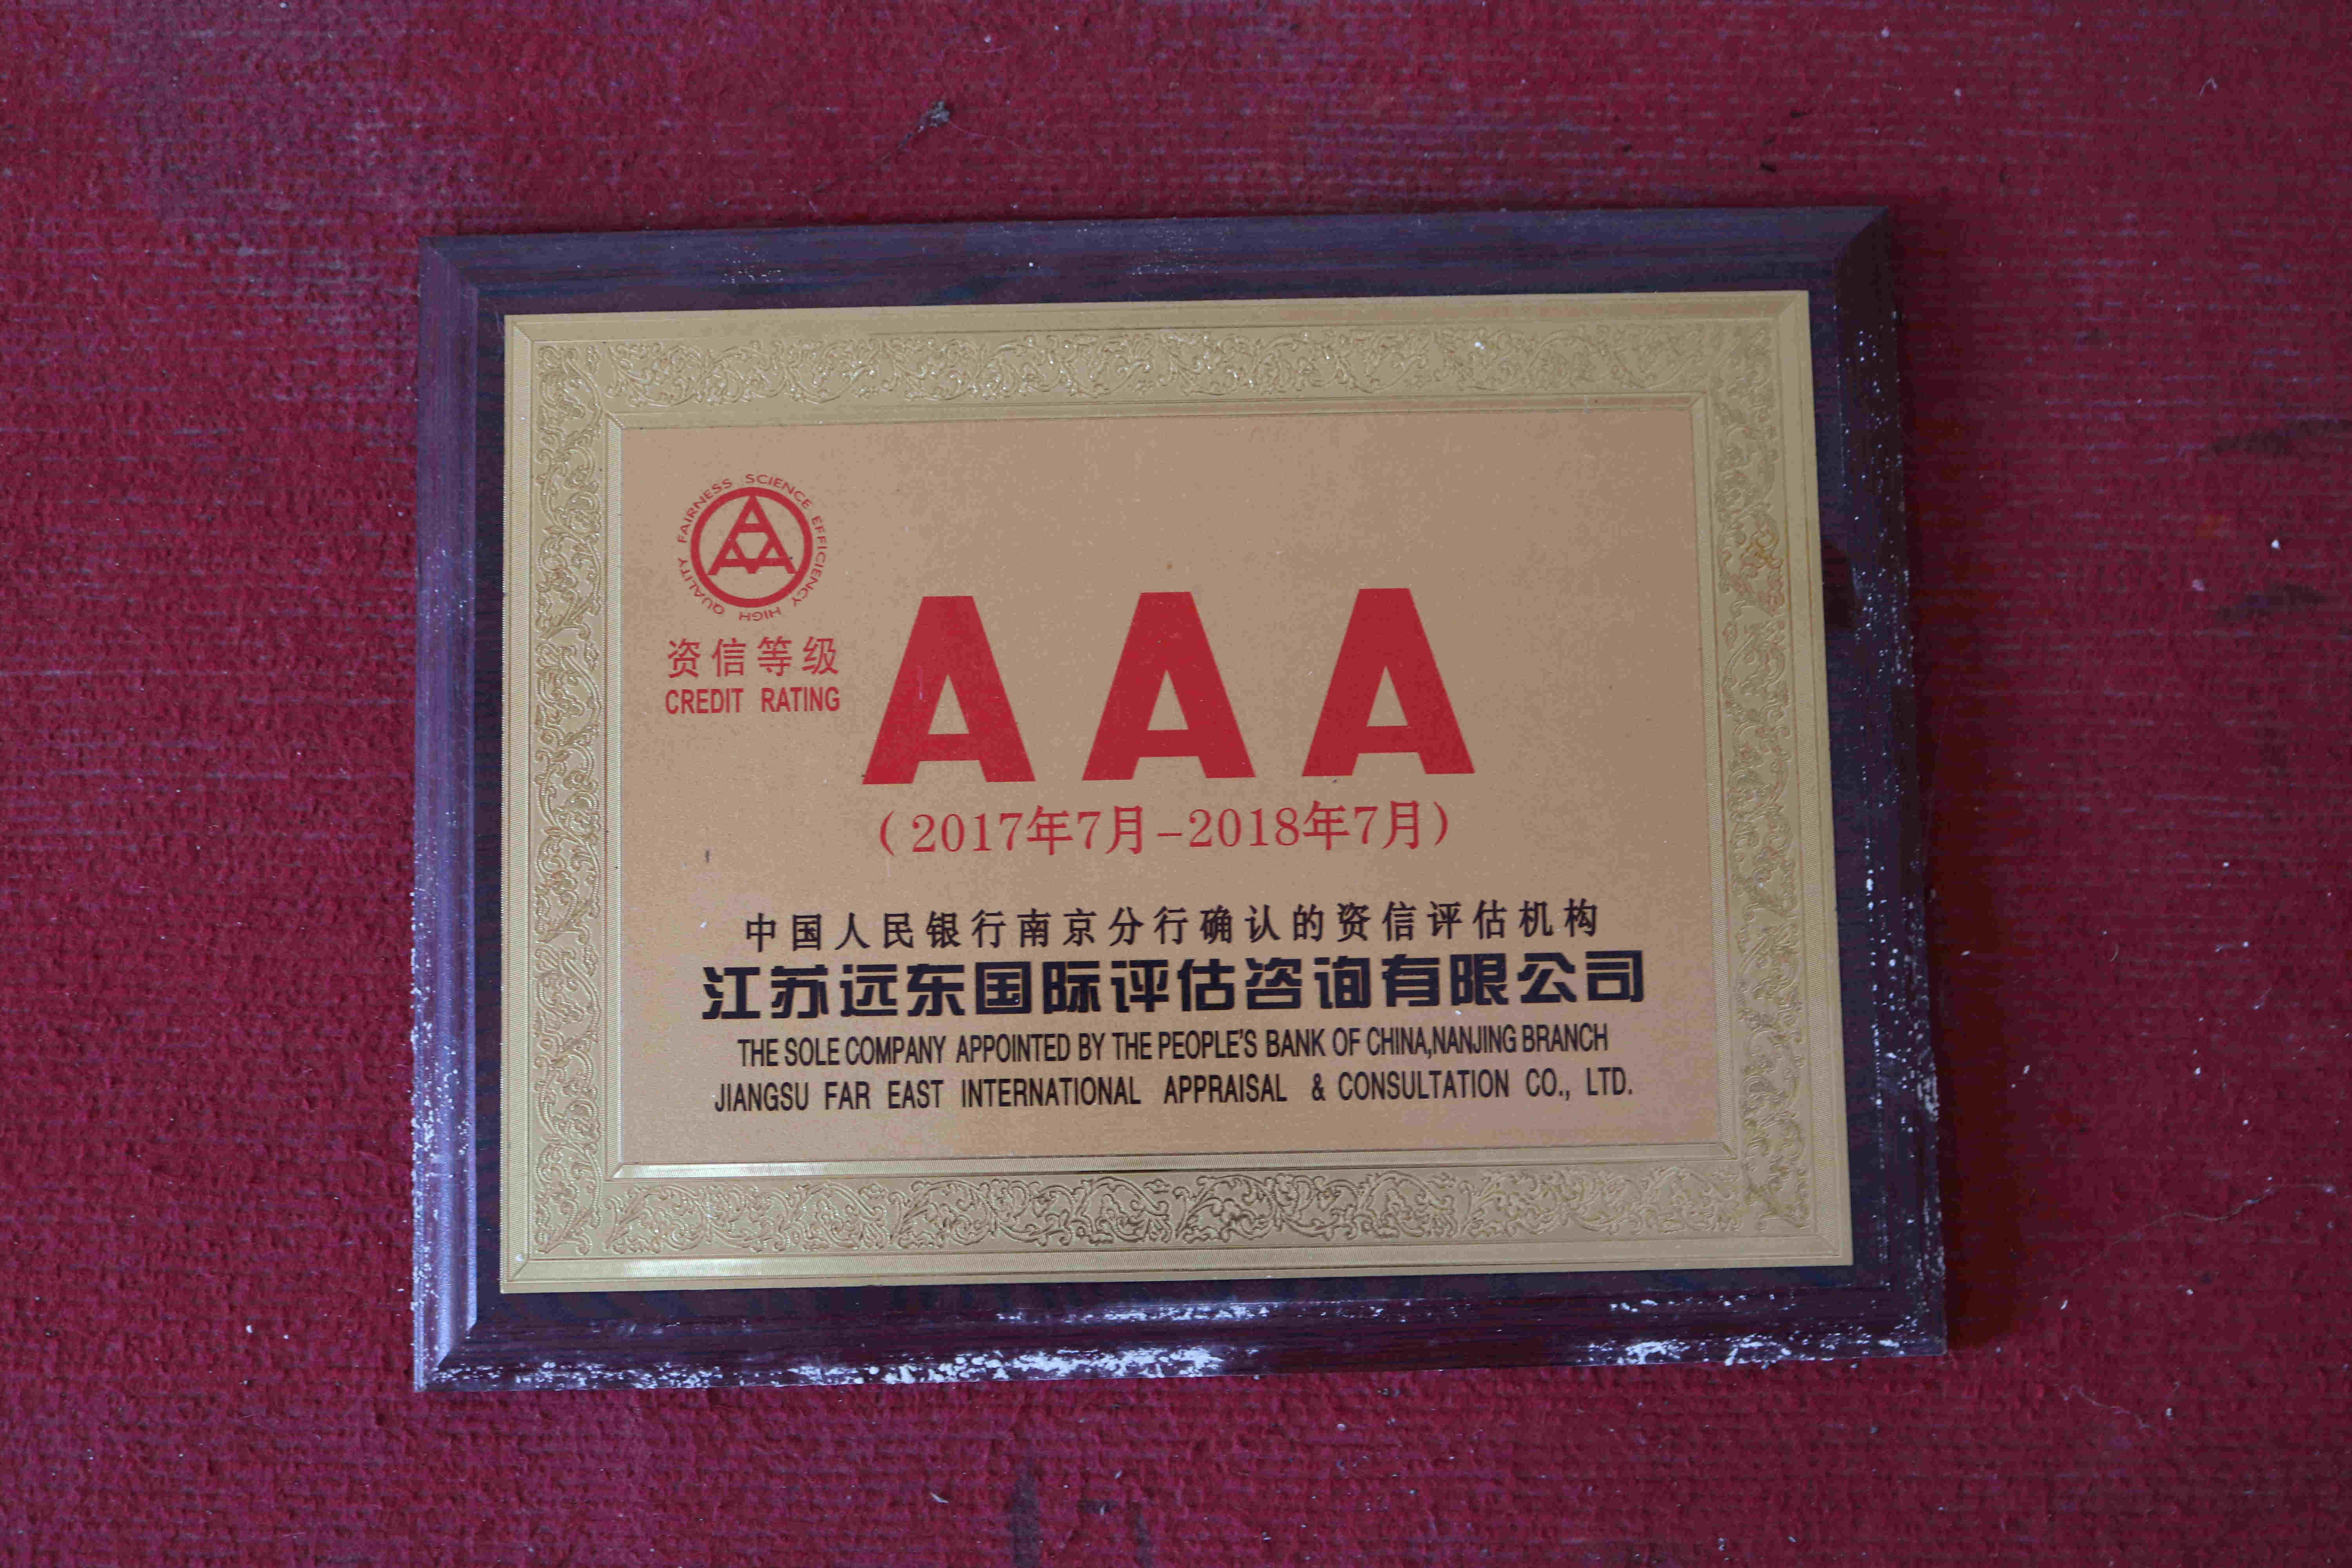 FAIRNESS SCIENCE EFFICIENCY HIGH QUALITY
资信等级
CREDIT RATING
AAA
（2017年7月-2018年7月）
中国人民银行南京分行确认的资信评估机构
江苏远东国际评估咨询有限公司
THE SOLE COMPANY APPOINTED BY THE PEOPLE'S BANK OF CHINA,NANJING BRANCH
JIANGSU FAR EAST INTERNATIONAL APPRAISAL & CONSULTATION CO., LTD.